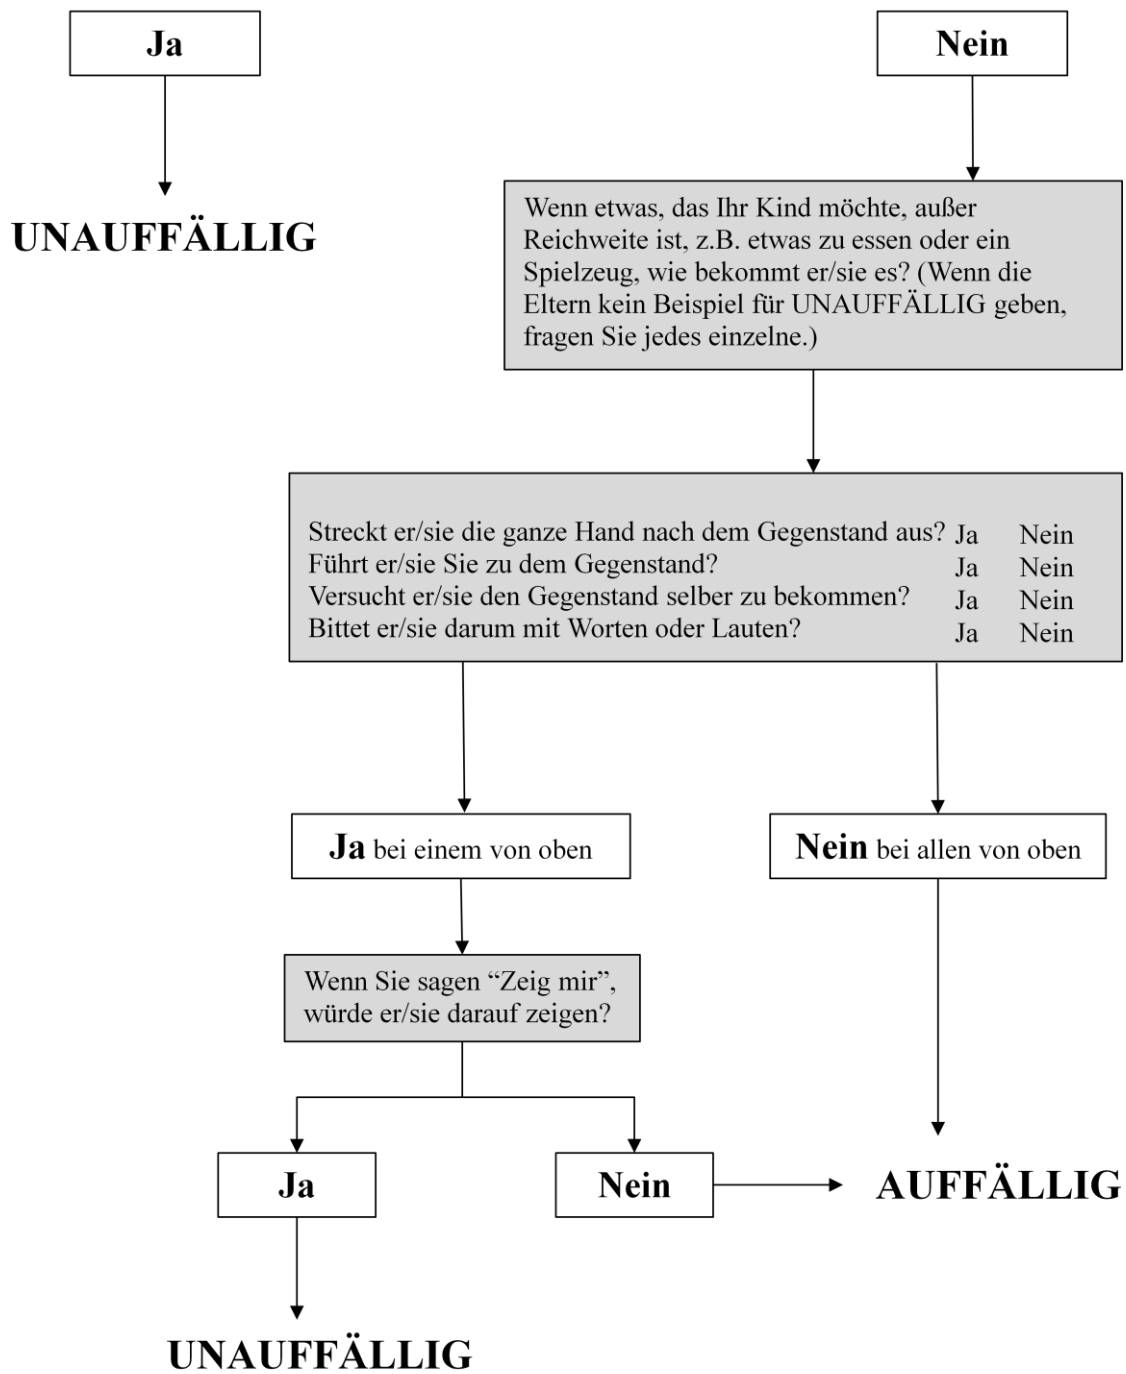 Ja
Nein
UNAUFFÄLLIG
Wenn etwas, das Ihr Kind möchte, außer
Reichweite ist, z.B. etwas zu essen oder ein
Spielzeug, wie bekommt er/sie es? (Wenn die
Eltern kein Beispiel für UNAUFFÄLLIG geben,
fragen Sie jedes einzelne.)
Streckt er/sie die ganze Hand nach dem Gegenstand aus? Ja Nein
Führt er/sie Sie zu dem Gegenstand? Ja Nein
Versucht er/sie den Gegenstand selber zu bekommen? Ja Nein
Bittet er/sie darum mit Worten oder Lauten? Ja Nein
Ja bei einem von oben
Nein bei allen von oben
Wenn Sie sagen “Zeig mir”,
würde er/sie darauf zeigen?
Ja
Nein
AUFFÄLLIG
UNAUFFÄLLIG